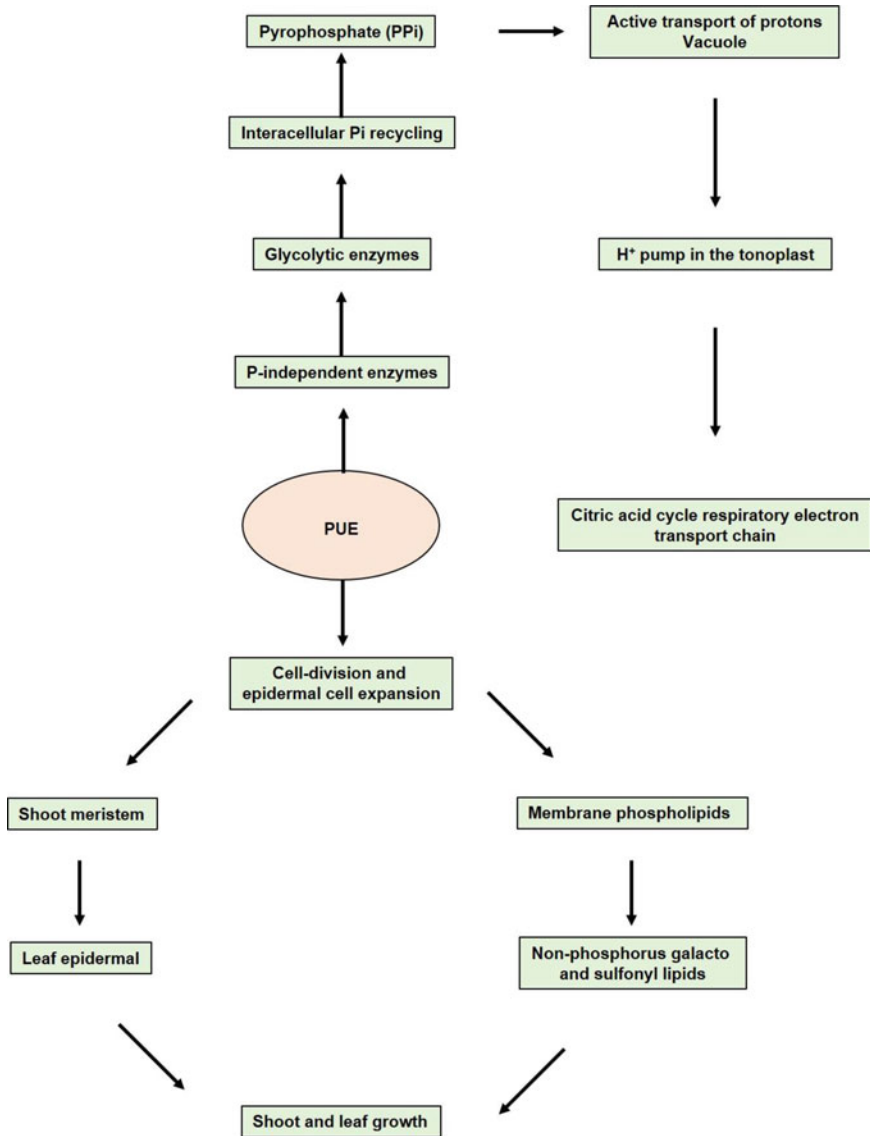 Pyrophosphate (PPi)
Active transport of protons
Vacuole
Interacellular Pi recycling
Glycolytic enzymes
H⁺ pump in the tonoplast
P-independent enzymes
PUE
Citric acid cycle respiratory electron
transport chain
Cell-division and
epidermal cell expansion
Shoot meristem
Membrane phospholipids
Leaf epidermal
Non-phosphorus galacto
and sulfonyl lipids
Shoot and leaf growth